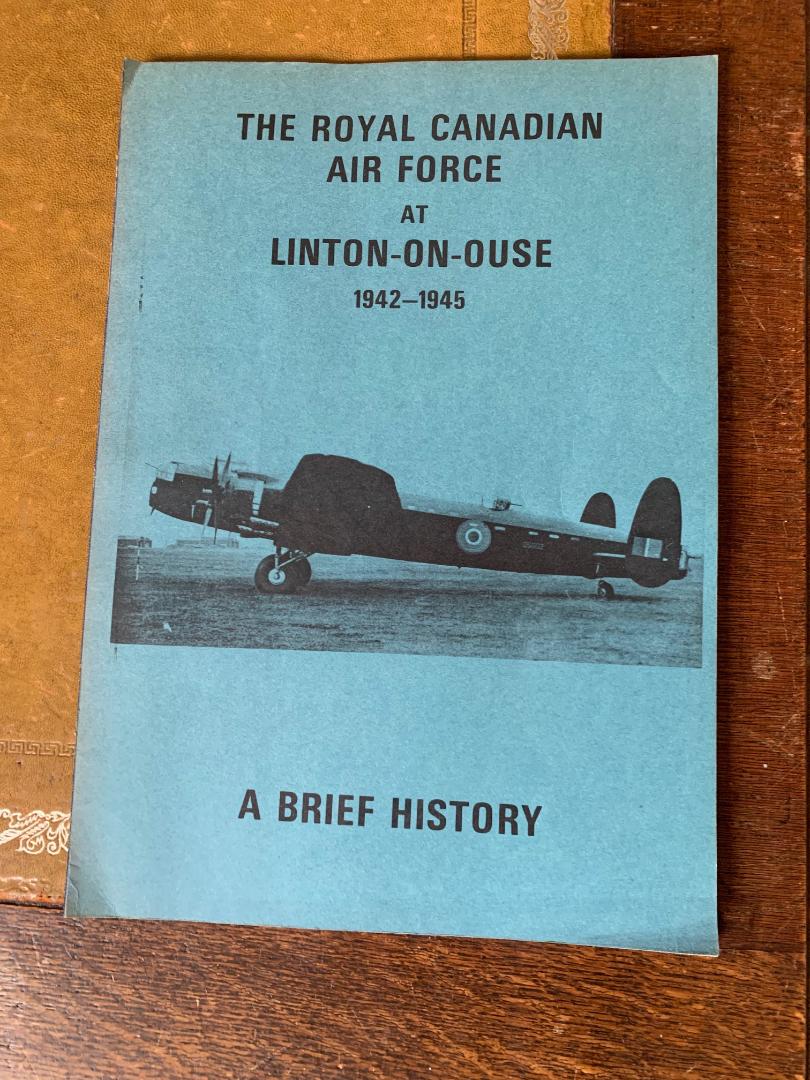 THE ROYAL CANADIAN
AIR FORCE
AT
LINTON-ON-OUSE
1942–1945
A BRIEF HISTORY